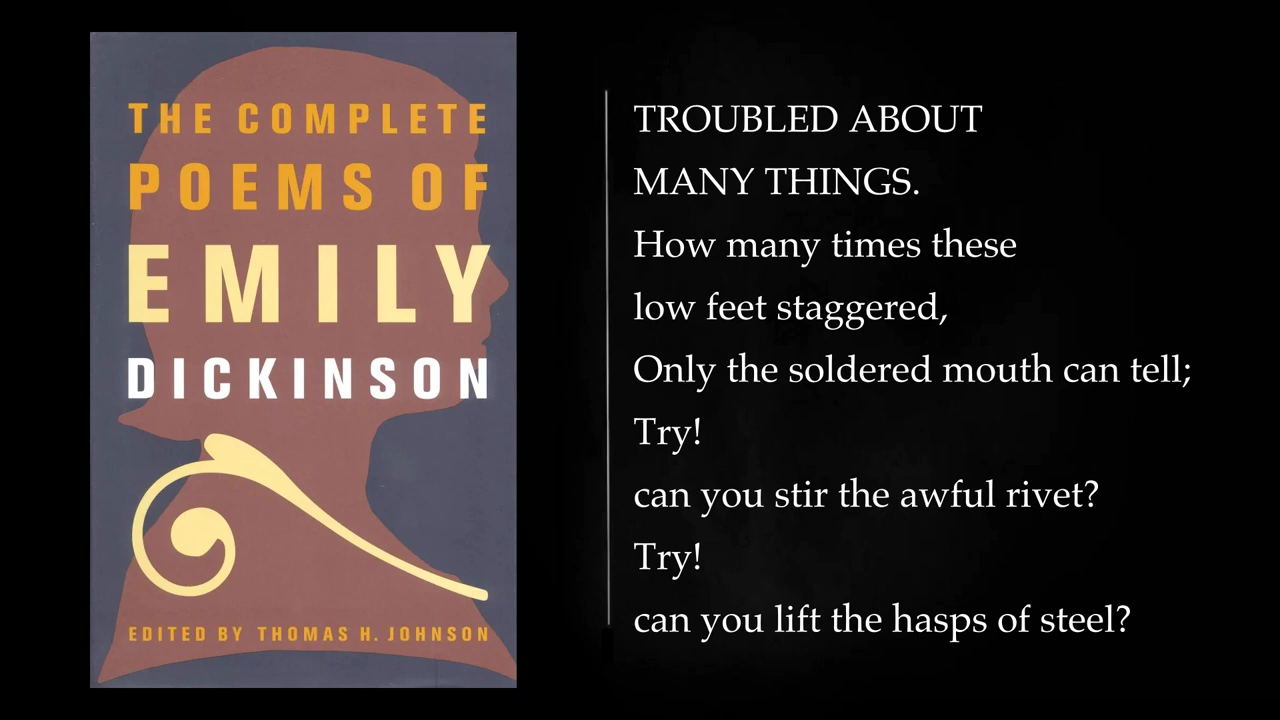 THE COMPLETE
POEMS OF
EMILY
DICKINSON
EDITED BY THOMAS H. JOHNSON
TROUBLED ABOUT
MANY THINGS.
How many times these
low feet staggered,
Only the soldered mouth can tell;
Try!
can you stir the awful rivet?
Try!
can you lift the hasps of steel?